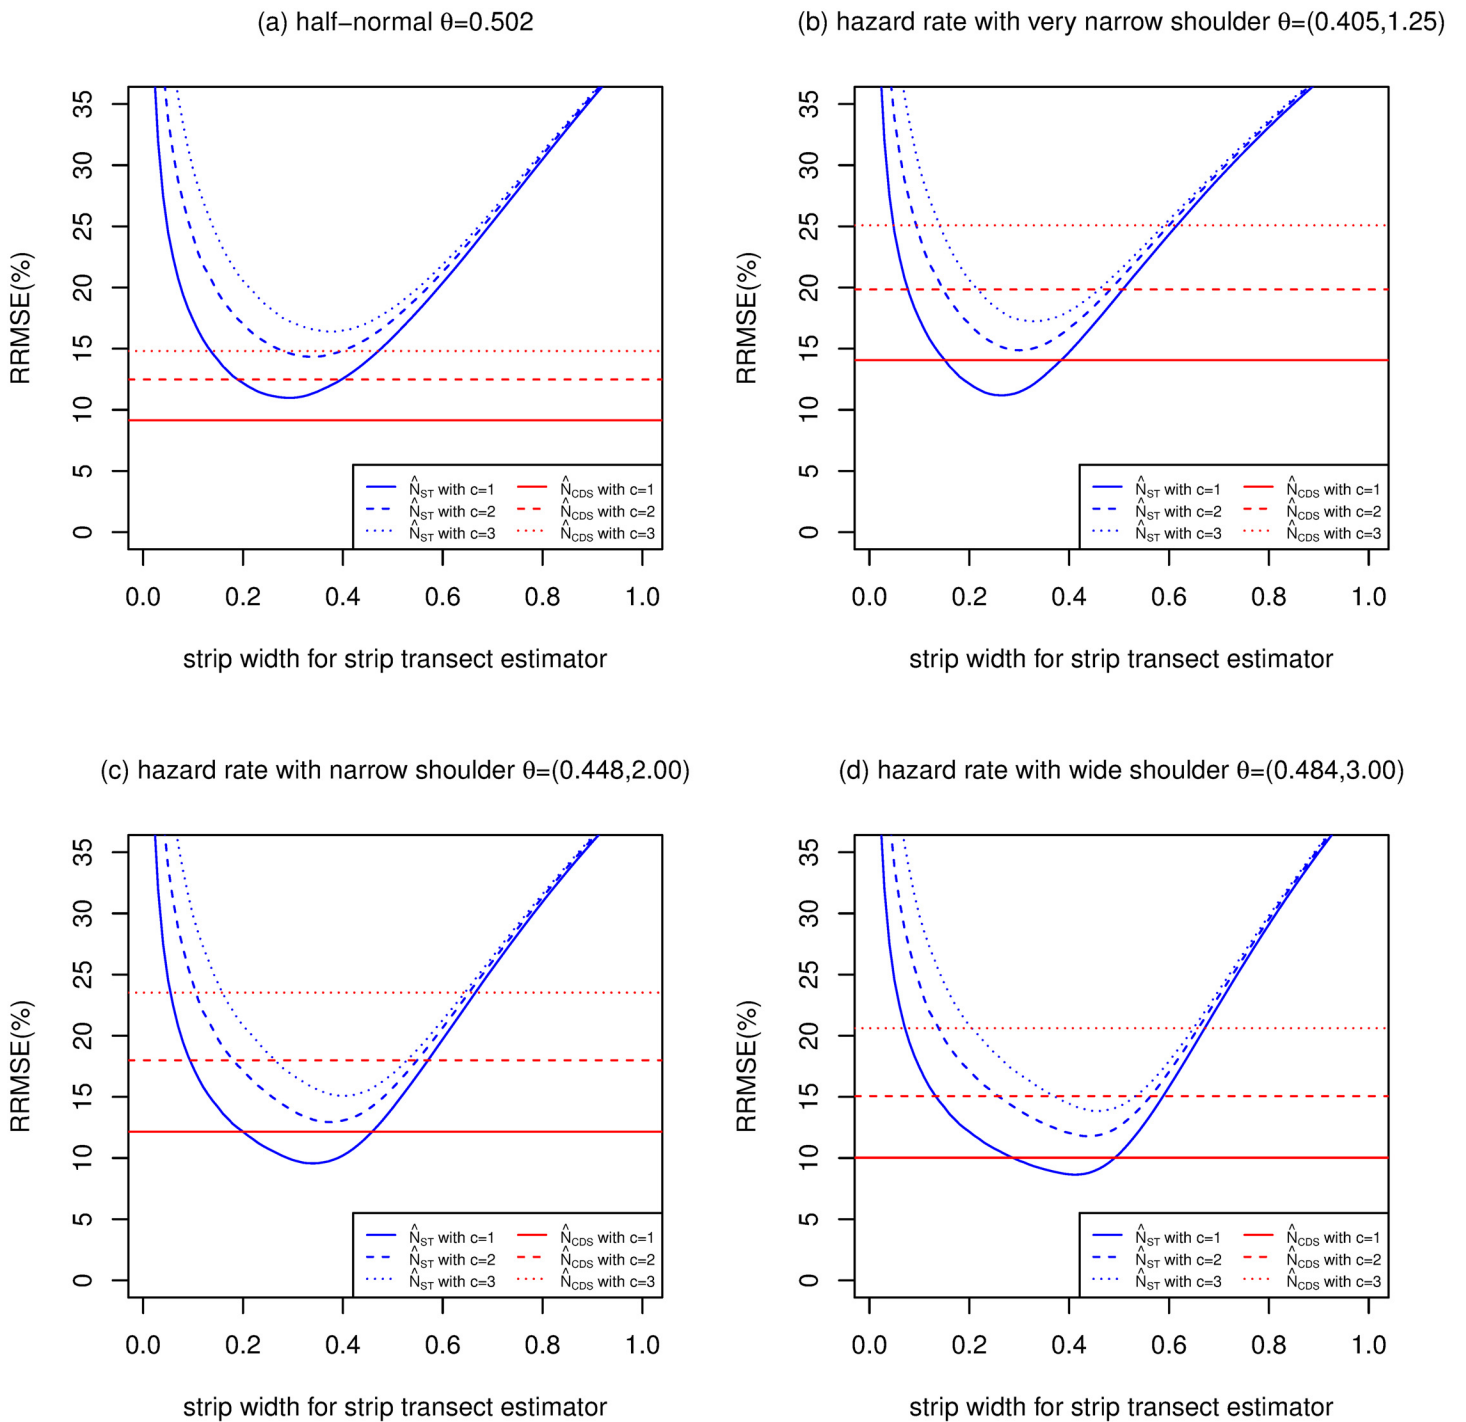 (a) half−normal θ=0.502
RRMSE(%)
35
30
25
20
15
10
5
0
N̂ST with c=1 N̂CDS with c=1
N̂ST with c=2 N̂CDS with c=2
N̂ST with c=3 N̂CDS with c=3
0.0 0.2 0.4 0.6 0.8 1.0
strip width for strip transect estimator
(b) hazard rate with very narrow shoulder θ=(0.405,1.25)
RRMSE(%)
35
30
25
20
15
10
5
0
N̂ST with c=1 N̂CDS with c=1
N̂ST with c=2 N̂CDS with c=2
N̂ST with c=3 N̂CDS with c=3
0.0 0.2 0.4 0.6 0.8 1.0
strip width for strip transect estimator
(c) hazard rate with narrow shoulder θ=(0.448,2.00)
RRMSE(%)
35
30
25
20
15
10
5
0
N̂ST with c=1 N̂CDS with c=1
N̂ST with c=2 N̂CDS with c=2
N̂ST with c=3 N̂CDS with c=3
0.0 0.2 0.4 0.6 0.8 1.0
strip width for strip transect estimator
(d) hazard rate with wide shoulder θ=(0.484,3.00)
RRMSE(%)
35
30
25
20
15
10
5
0
N̂ST with c=1 N̂CDS with c=1
N̂ST with c=2 N̂CDS with c=2
N̂ST with c=3 N̂CDS with c=3
0.0 0.2 0.4 0.6 0.8 1.0
strip width for strip transect estimator